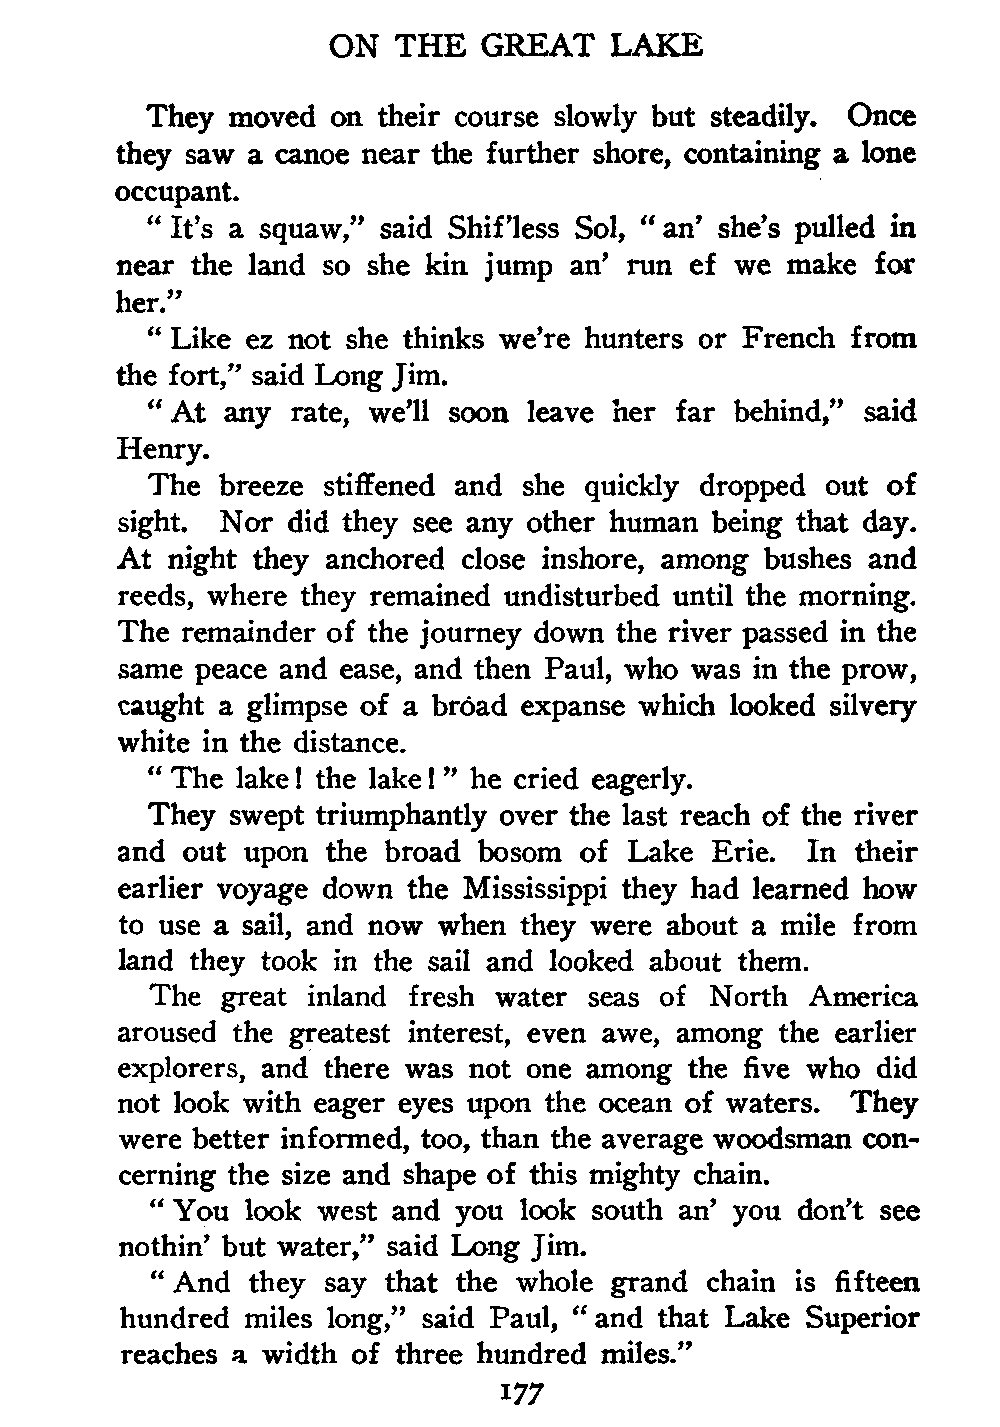 ON THE GREAT LAKE
They moved on their course slowly but steadily. Once
they saw a canoe near the further shore, containing a lone
occupant.
“ It's a squaw,” said Shif'less Sol, “ an' she's pulled in
near the land so she kin jump an' run ef we make for
her.”
“ Like ez not she thinks we're hunters or French from
the fort,” said Long Jim.
“ At any rate, we'll soon leave her far behind,” said
Henry.
The breeze stiffened and she quickly dropped out of
sight. Nor did they see any other human being that day.
At night they anchored close inshore, among bushes and
reeds, where they remained undisturbed until the morning.
The remainder of the journey down the river passed in the
same peace and ease, and then Paul, who was in the prow,
caught a glimpse of a broad expanse which looked silvery
white in the distance.
“ The lake! the lake! ” he cried eagerly.
They swept triumphantly over the last reach of the river
and out upon the broad bosom of Lake Erie. In their
earlier voyage down the Mississippi they had learned how
to use a sail, and now when they were about a mile from
land they took in the sail and looked about them.
The great inland fresh water seas of North America
aroused the greatest interest, even awe, among the earlier
explorers, and there was not one among the five who did
not look with eager eyes upon the ocean of waters. They
were better informed, too, than the average woodsman con-
cerning the size and shape of this mighty chain.
“ You look west and you look south an' you don't see
nothin' but water,” said Long Jim.
“ And they say that the whole grand chain is fifteen
hundred miles long,” said Paul, “ and that Lake Superior
reaches a width of three hundred miles.”
177